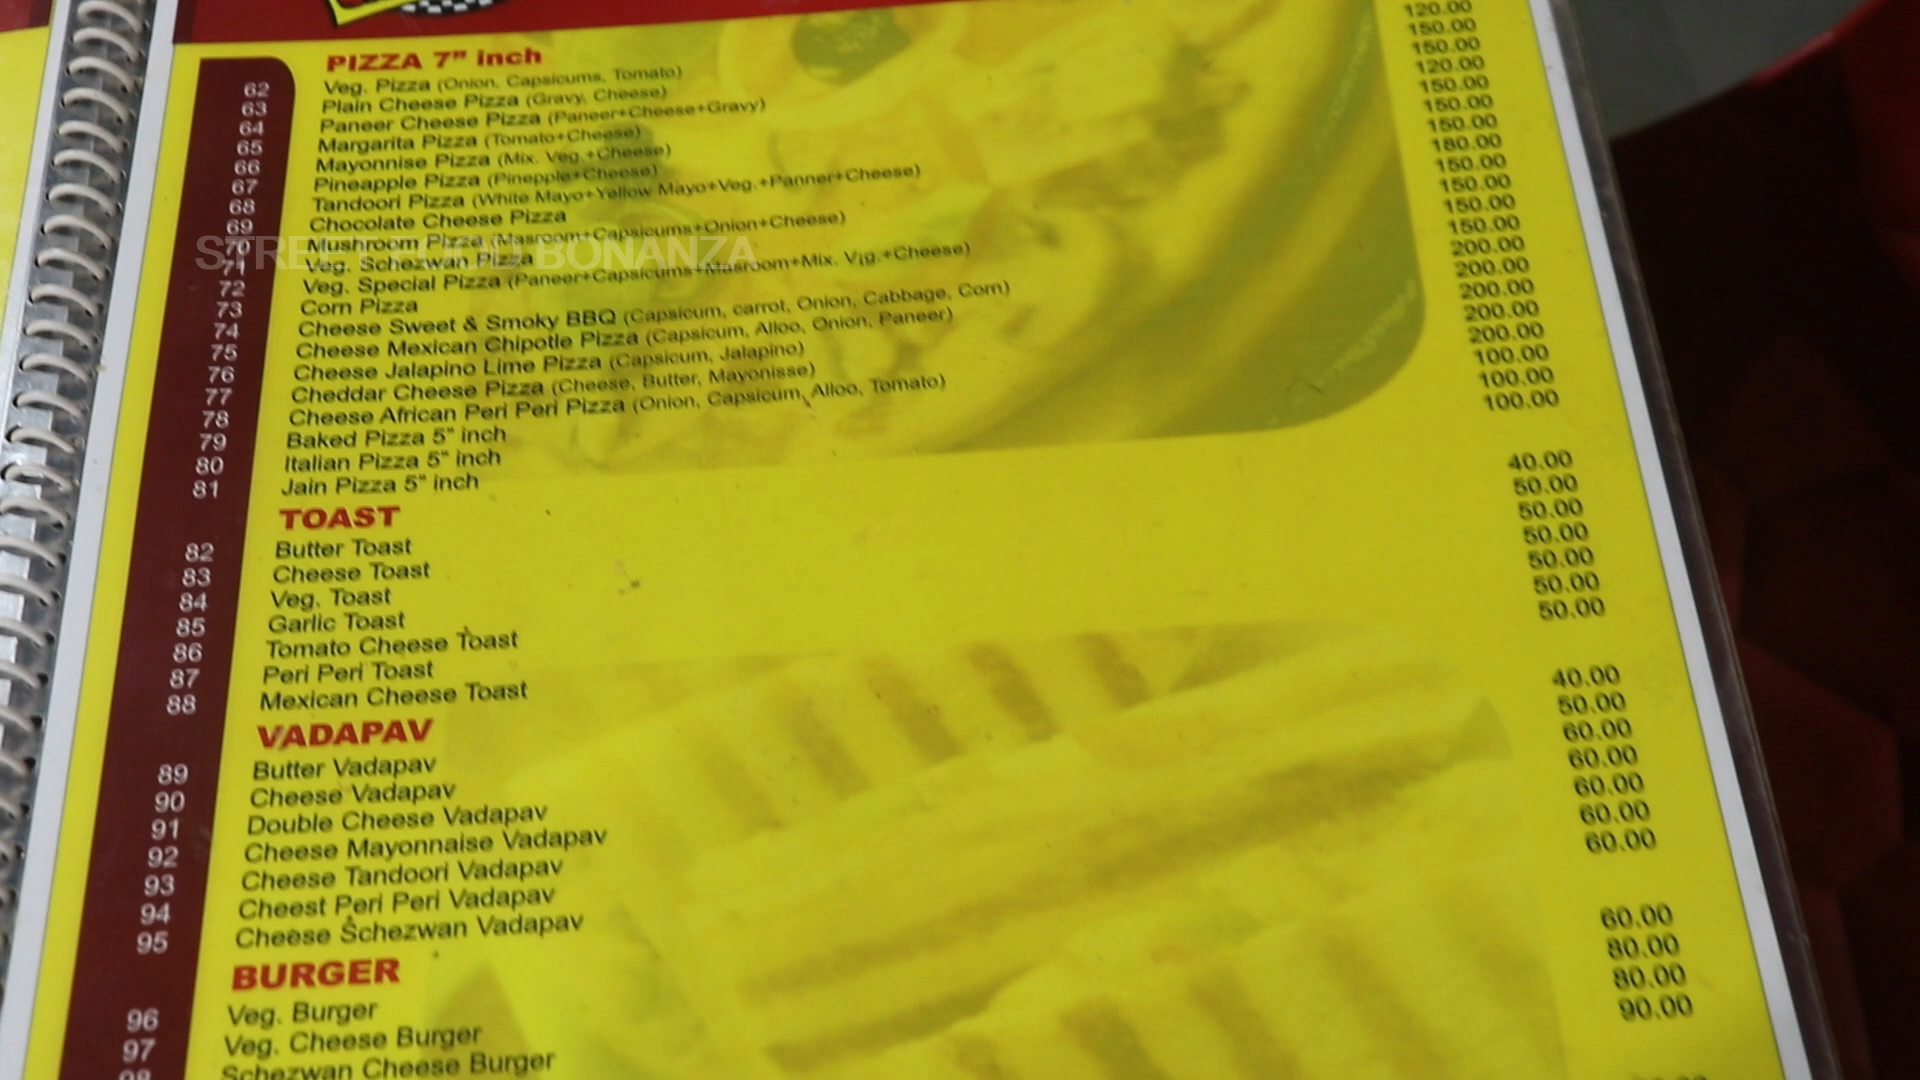 PIZZA 7" inch
62 Veg. Pizza (Onion, Capsicums, Tomato) 120.00
63 Plain Cheese Pizza (Gravy, Cheese) 150.00
64 Paneer Cheese Pizza (Paneer+Cheese+Gravy) 150.00
65 Margarita Pizza (Tomato+Cheese) 120.00
66 Mayonnise Pizza (Mix. Veg.+Cheese) 150.00
67 Pineapple Pizza (Pinepple+Cheese) 150.00
68 Tandoori Pizza (White Mayo+Yellow Mayo+Veg.+Panner+Cheese) 150.00
69 Chocolate Cheese Pizza 180.00
70 Mushroom Pizza (Masroom+Capsicums+Onion+Cheese) 150.00
71 Veg. Schezwan Pizza 150.00
72 Veg. Special Pizza (Paneer+Capsicums+Masroom+Mix. Vig.+Cheese) 150.00
73 Corn Pizza 150.00
74 Cheese Sweet & Smoky BBQ (Capsicum, carrot, Onion, Cabbage, Corn) 200.00
75 Cheese Mexican Chipotle Pizza (Capsicum, Alloo, Onion, Paneer) 200.00
76 Cheese Jalapino Lime Pizza (Capsicum, Jalapino) 200.00
77 Cheddar Cheese Pizza (Cheese, Butter, Mayonisse) 200.00
78 Cheese African Peri Peri Pizza (Onion, Capsicum, Alloo, Tomato) 200.00
79 Baked Pizza 5" inch 100.00
80 Italian Pizza 5" inch 100.00
81 Jain Pizza 5" inch 100.00
TOAST
82 Butter Toast 40.00
83 Cheese Toast 50.00
84 Veg. Toast 50.00
85 Garlic Toast 50.00
86 Tomato Cheese Toast 50.00
87 Peri Peri Toast 50.00
88 Mexican Cheese Toast 50.00
VADAPAV
89 Butter Vadapav 40.00
90 Cheese Vadapav 50.00
91 Double Cheese Vadapav 60.00
92 Cheese Mayonnaise Vadapav 60.00
93 Cheese Tandoori Vadapav 60.00
94 Cheest Peri Peri Vadapav 60.00
95 Cheese Schezwan Vadapav 60.00
BURGER
96 Veg. Burger 60.00
97 Veg. Cheese Burger 80.00
98 Schezwan Cheese Burger 80.00
90.00
STREET FOOD BONANZA